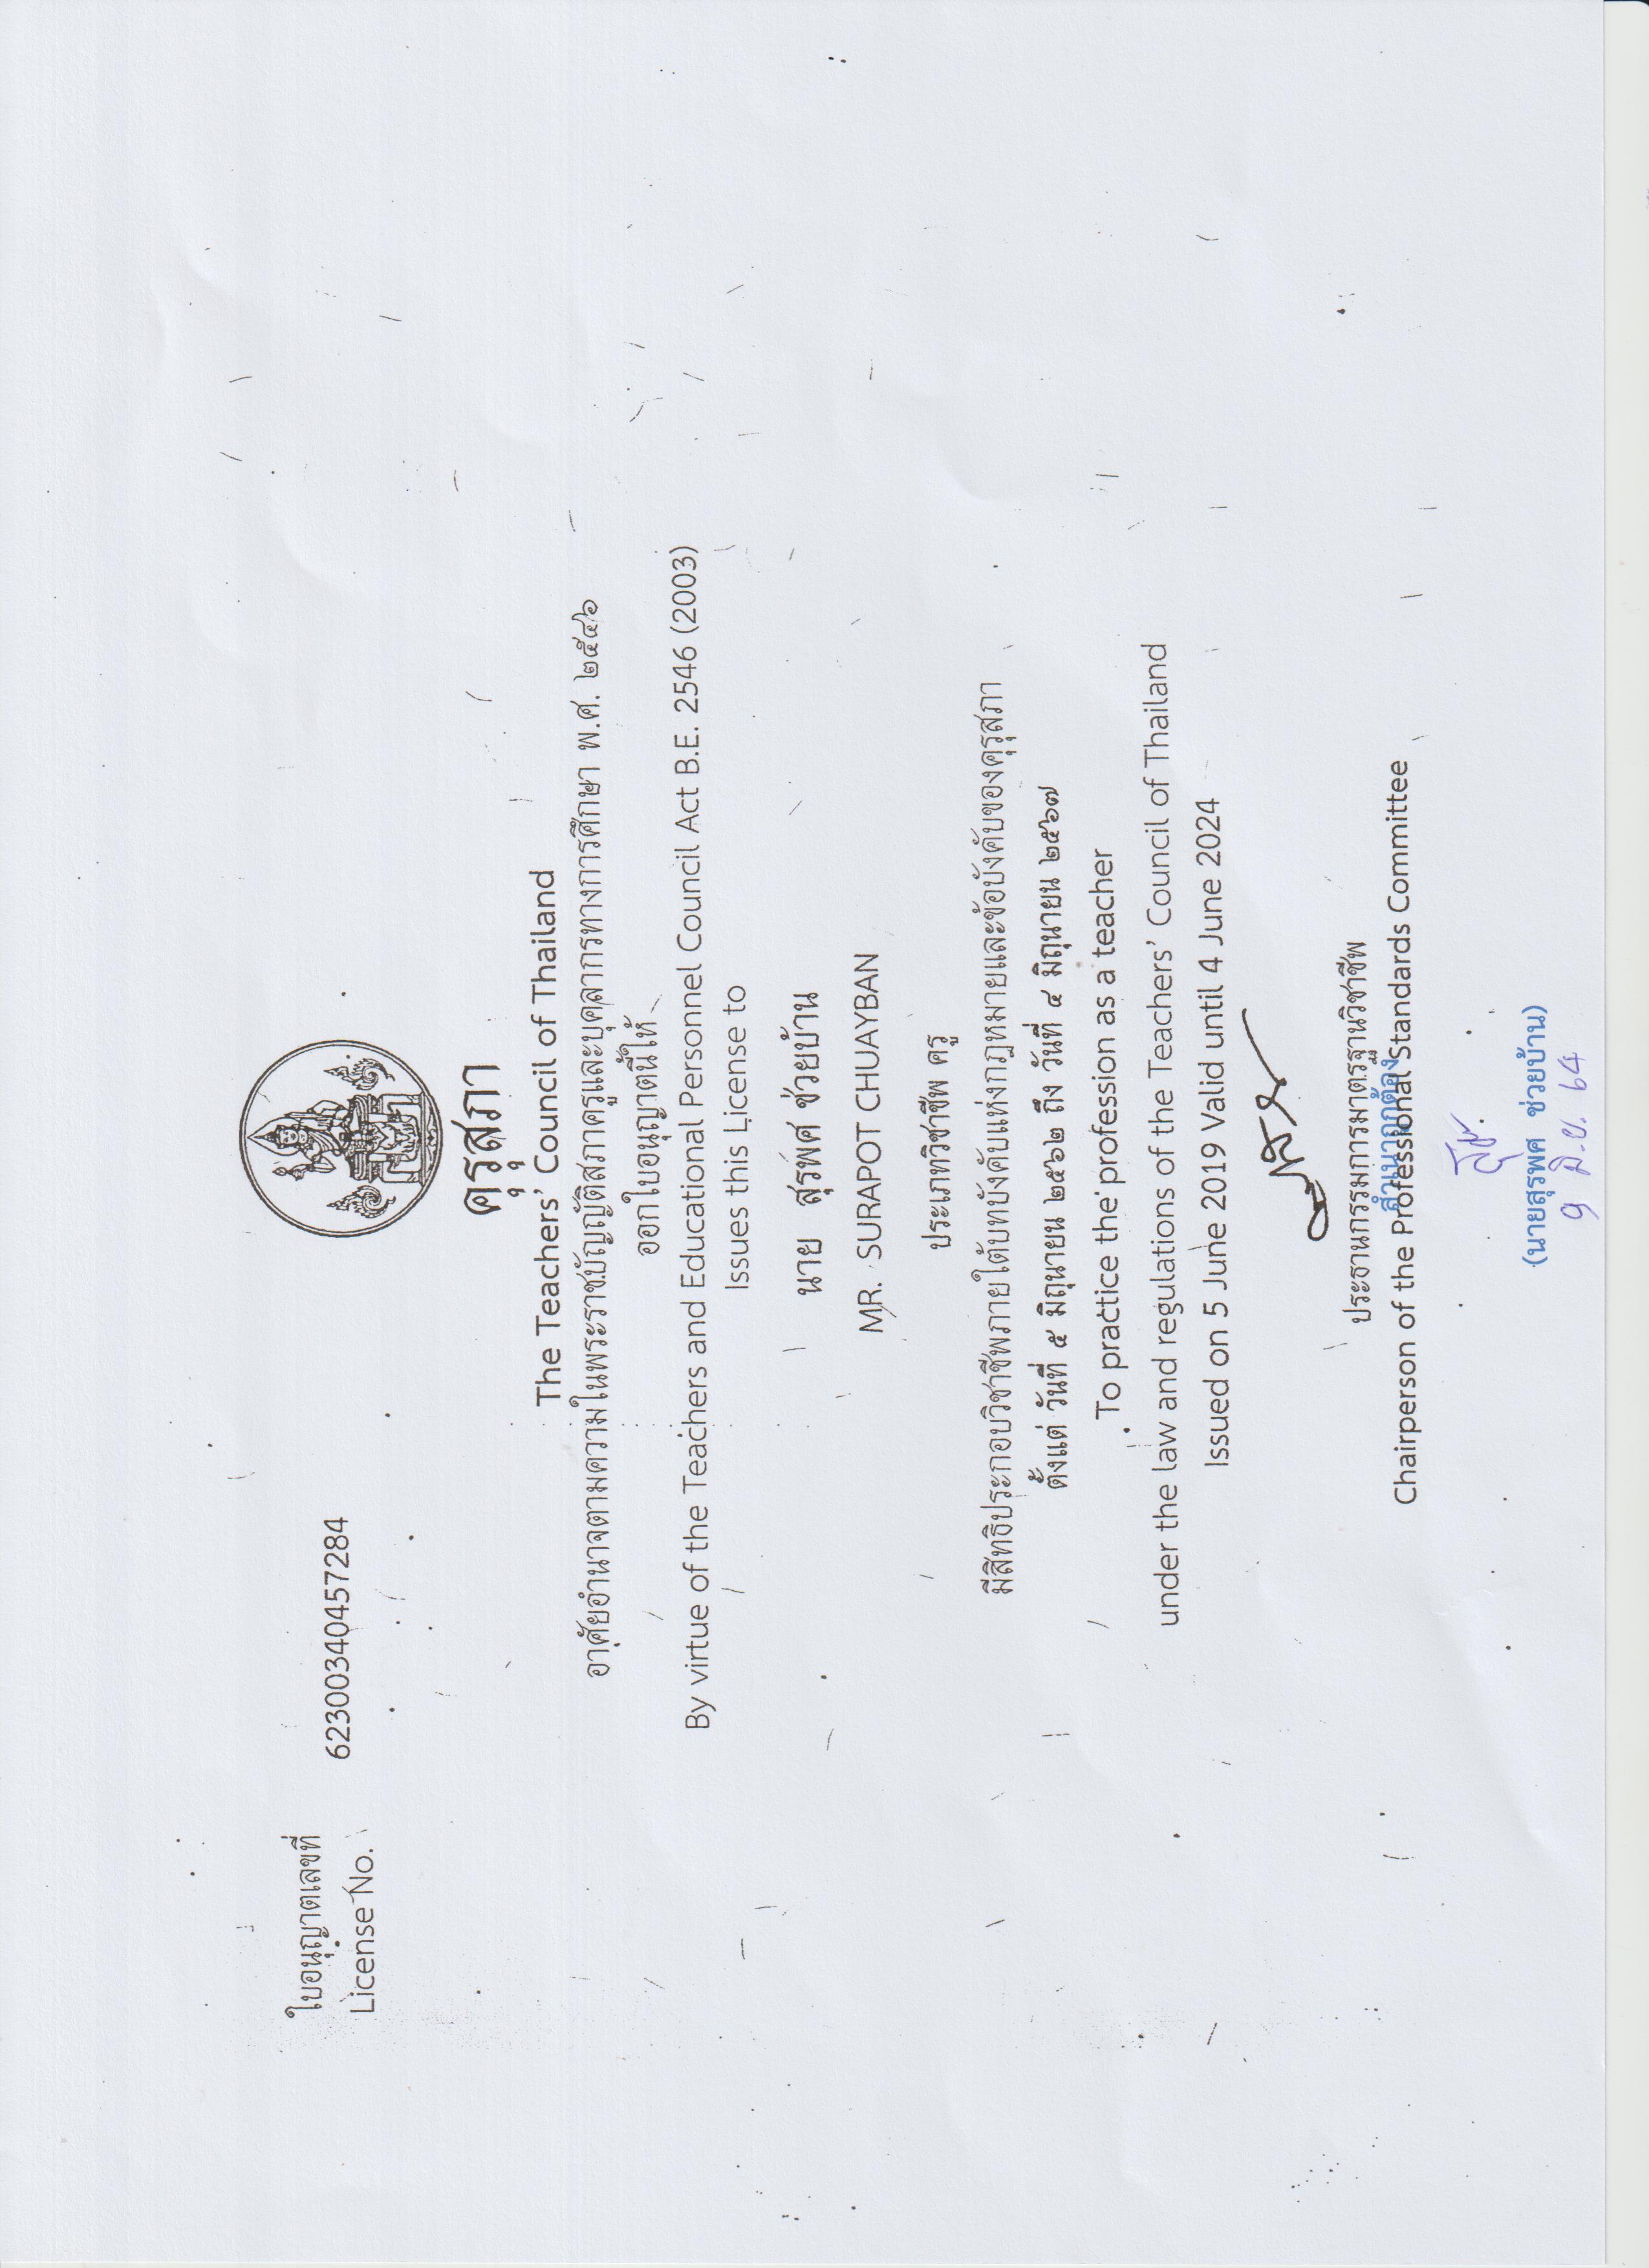 ใบอนุญาตเลขที่
License No.
62300340457284
คุรุสภา
The Teachers' Council of Thailand
อาศัยอำนาจตามความในพระราชบัญญัติสภาครูและบุคลากรทางการศึกษา พ.ศ. ๒๕๔๖
ออกใบอนุญาตนี้ให้
By virtue of the Teachers and Educational Personnel Council Act B.E. 2546 (2003)
Issues this License to
นาย สุรพศ ช่วยบ้าน
MR. SURAPOT CHUAYBAN
ประเภทวิชาชีพ ครู
มีสิทธิประกอบวิชาชีพภายใต้บทบังคับแห่งกฎหมายและข้อบังคับของคุรุสภา
ตั้งแต่ วันที่ ๕ มิถุนายน ๒๕๖๒ ถึง วันที่ ๔ มิถุนายน ๒๕๖๗
To practice the profession as a teacher
under the law and regulations of the Teachers' Council of Thailand
Issued on 5 June 2019 Valid until 4 June 2024
ประธานกรรมการมาตรฐานวิชาชีพ
Chairperson of the Professional Standards Committee
สำเนาถูกต้อง
(นายสุรพศ ช่วยบ้าน)
9 มิ.ย. 64